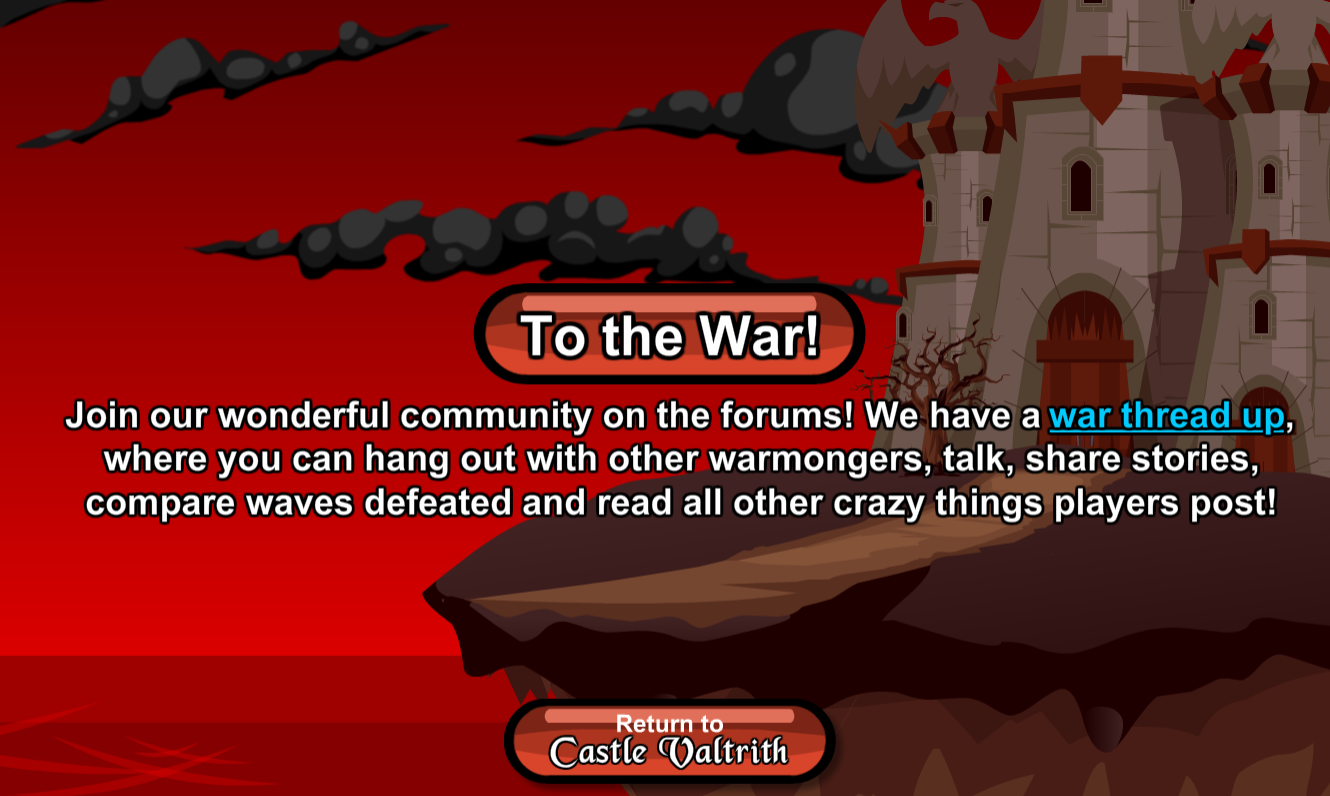 To the War!
Join our wonderful community on the forums! We have a war thread up,
where you can hang out with other warmongers, talk, share stories,
compare waves defeated and read all other crazy things players post!
Return to
Castle Valtrith